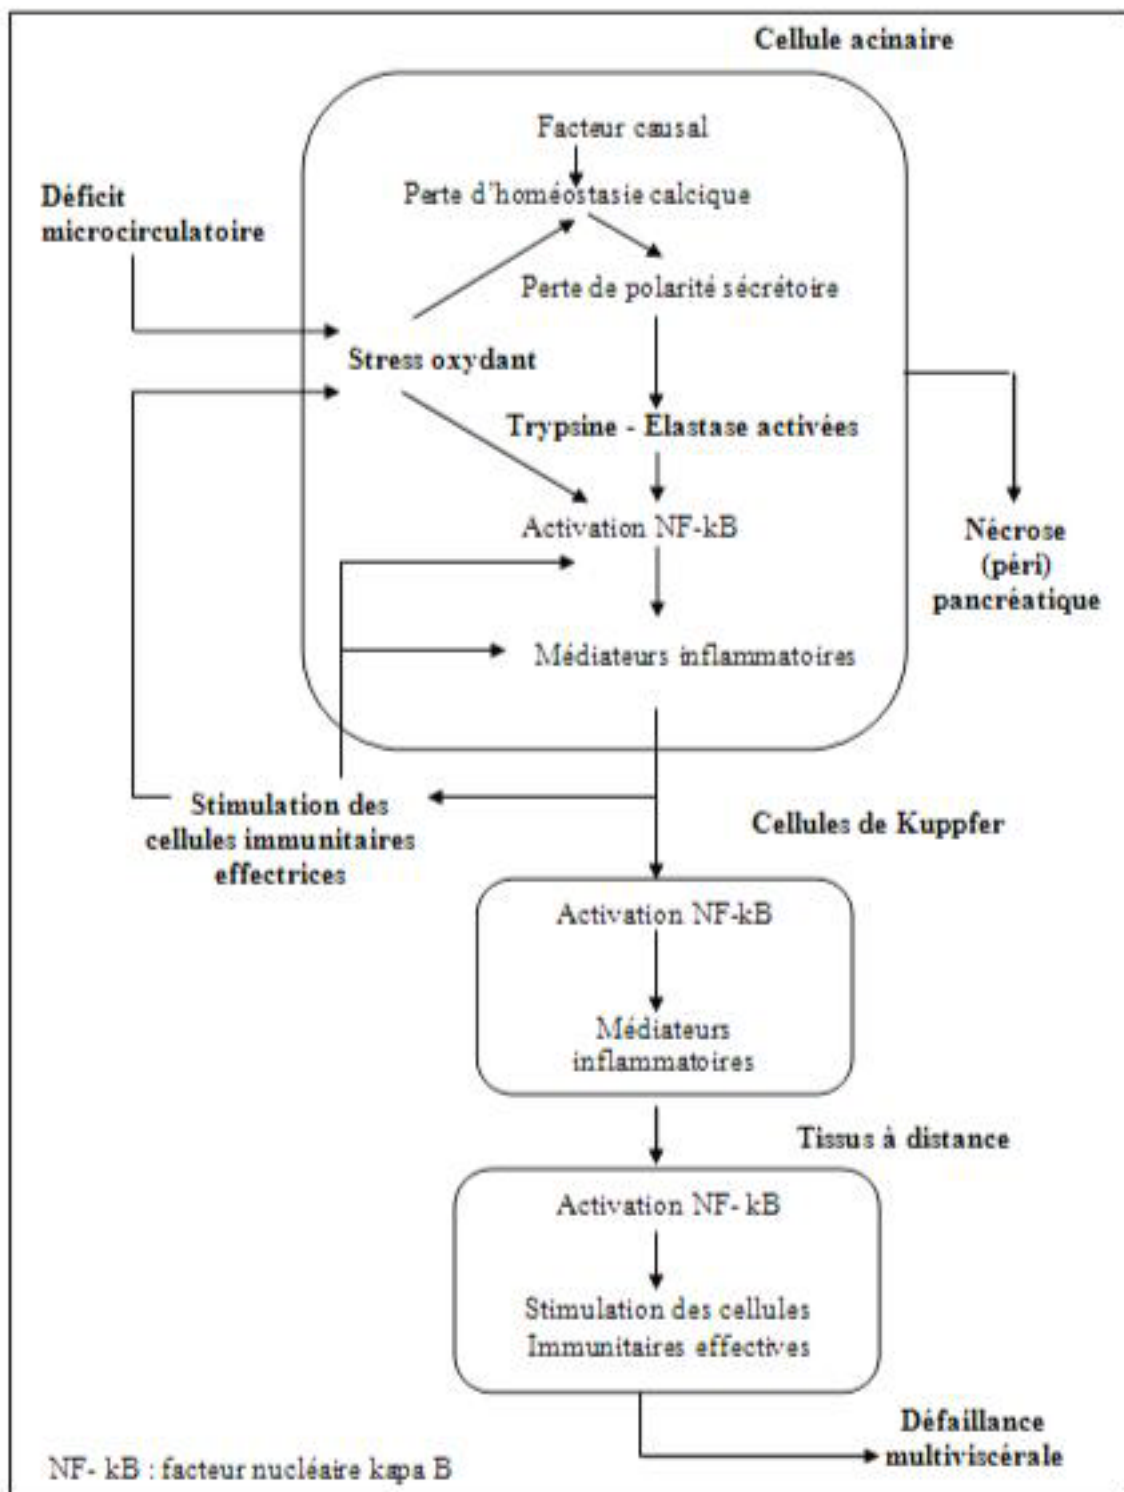 Cellule acinaire
Facteur causal
Perte d'homéostasie calcique
Déficit
microcirculatoire
Perte de polarité sécrétoire
Stress oxydant
Trypsine - Elastase activées
Activation NF-kB
Nécrose
(péri)
pancréatique
Médiateurs inflammatoires
Stimulation des
cellules immunitaires
effectrices
Cellules de Kuppfer
Activation NF-kB
Médiateurs
inflammatoires
Tissus à distance
Activation NF- kB
Stimulation des cellules
Immunitaires effectives
Défaillance
multiviscérale
NF- kB : facteur nucléaire kapa B